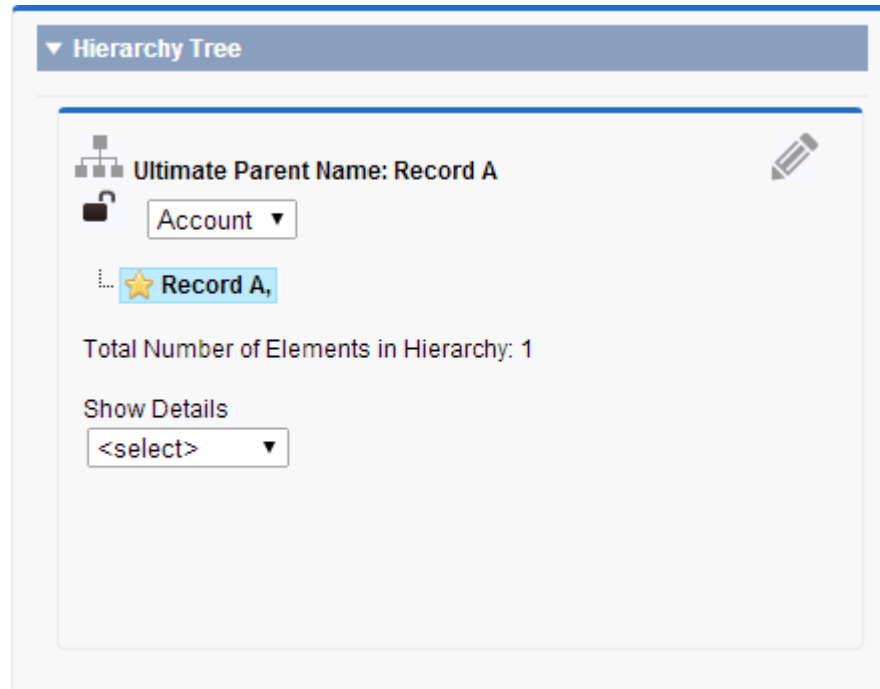 Hierarchy Tree
Ultimate Parent Name: Record A
Account
Record A,
Total Number of Elements in Hierarchy: 1
Show Details
<select>